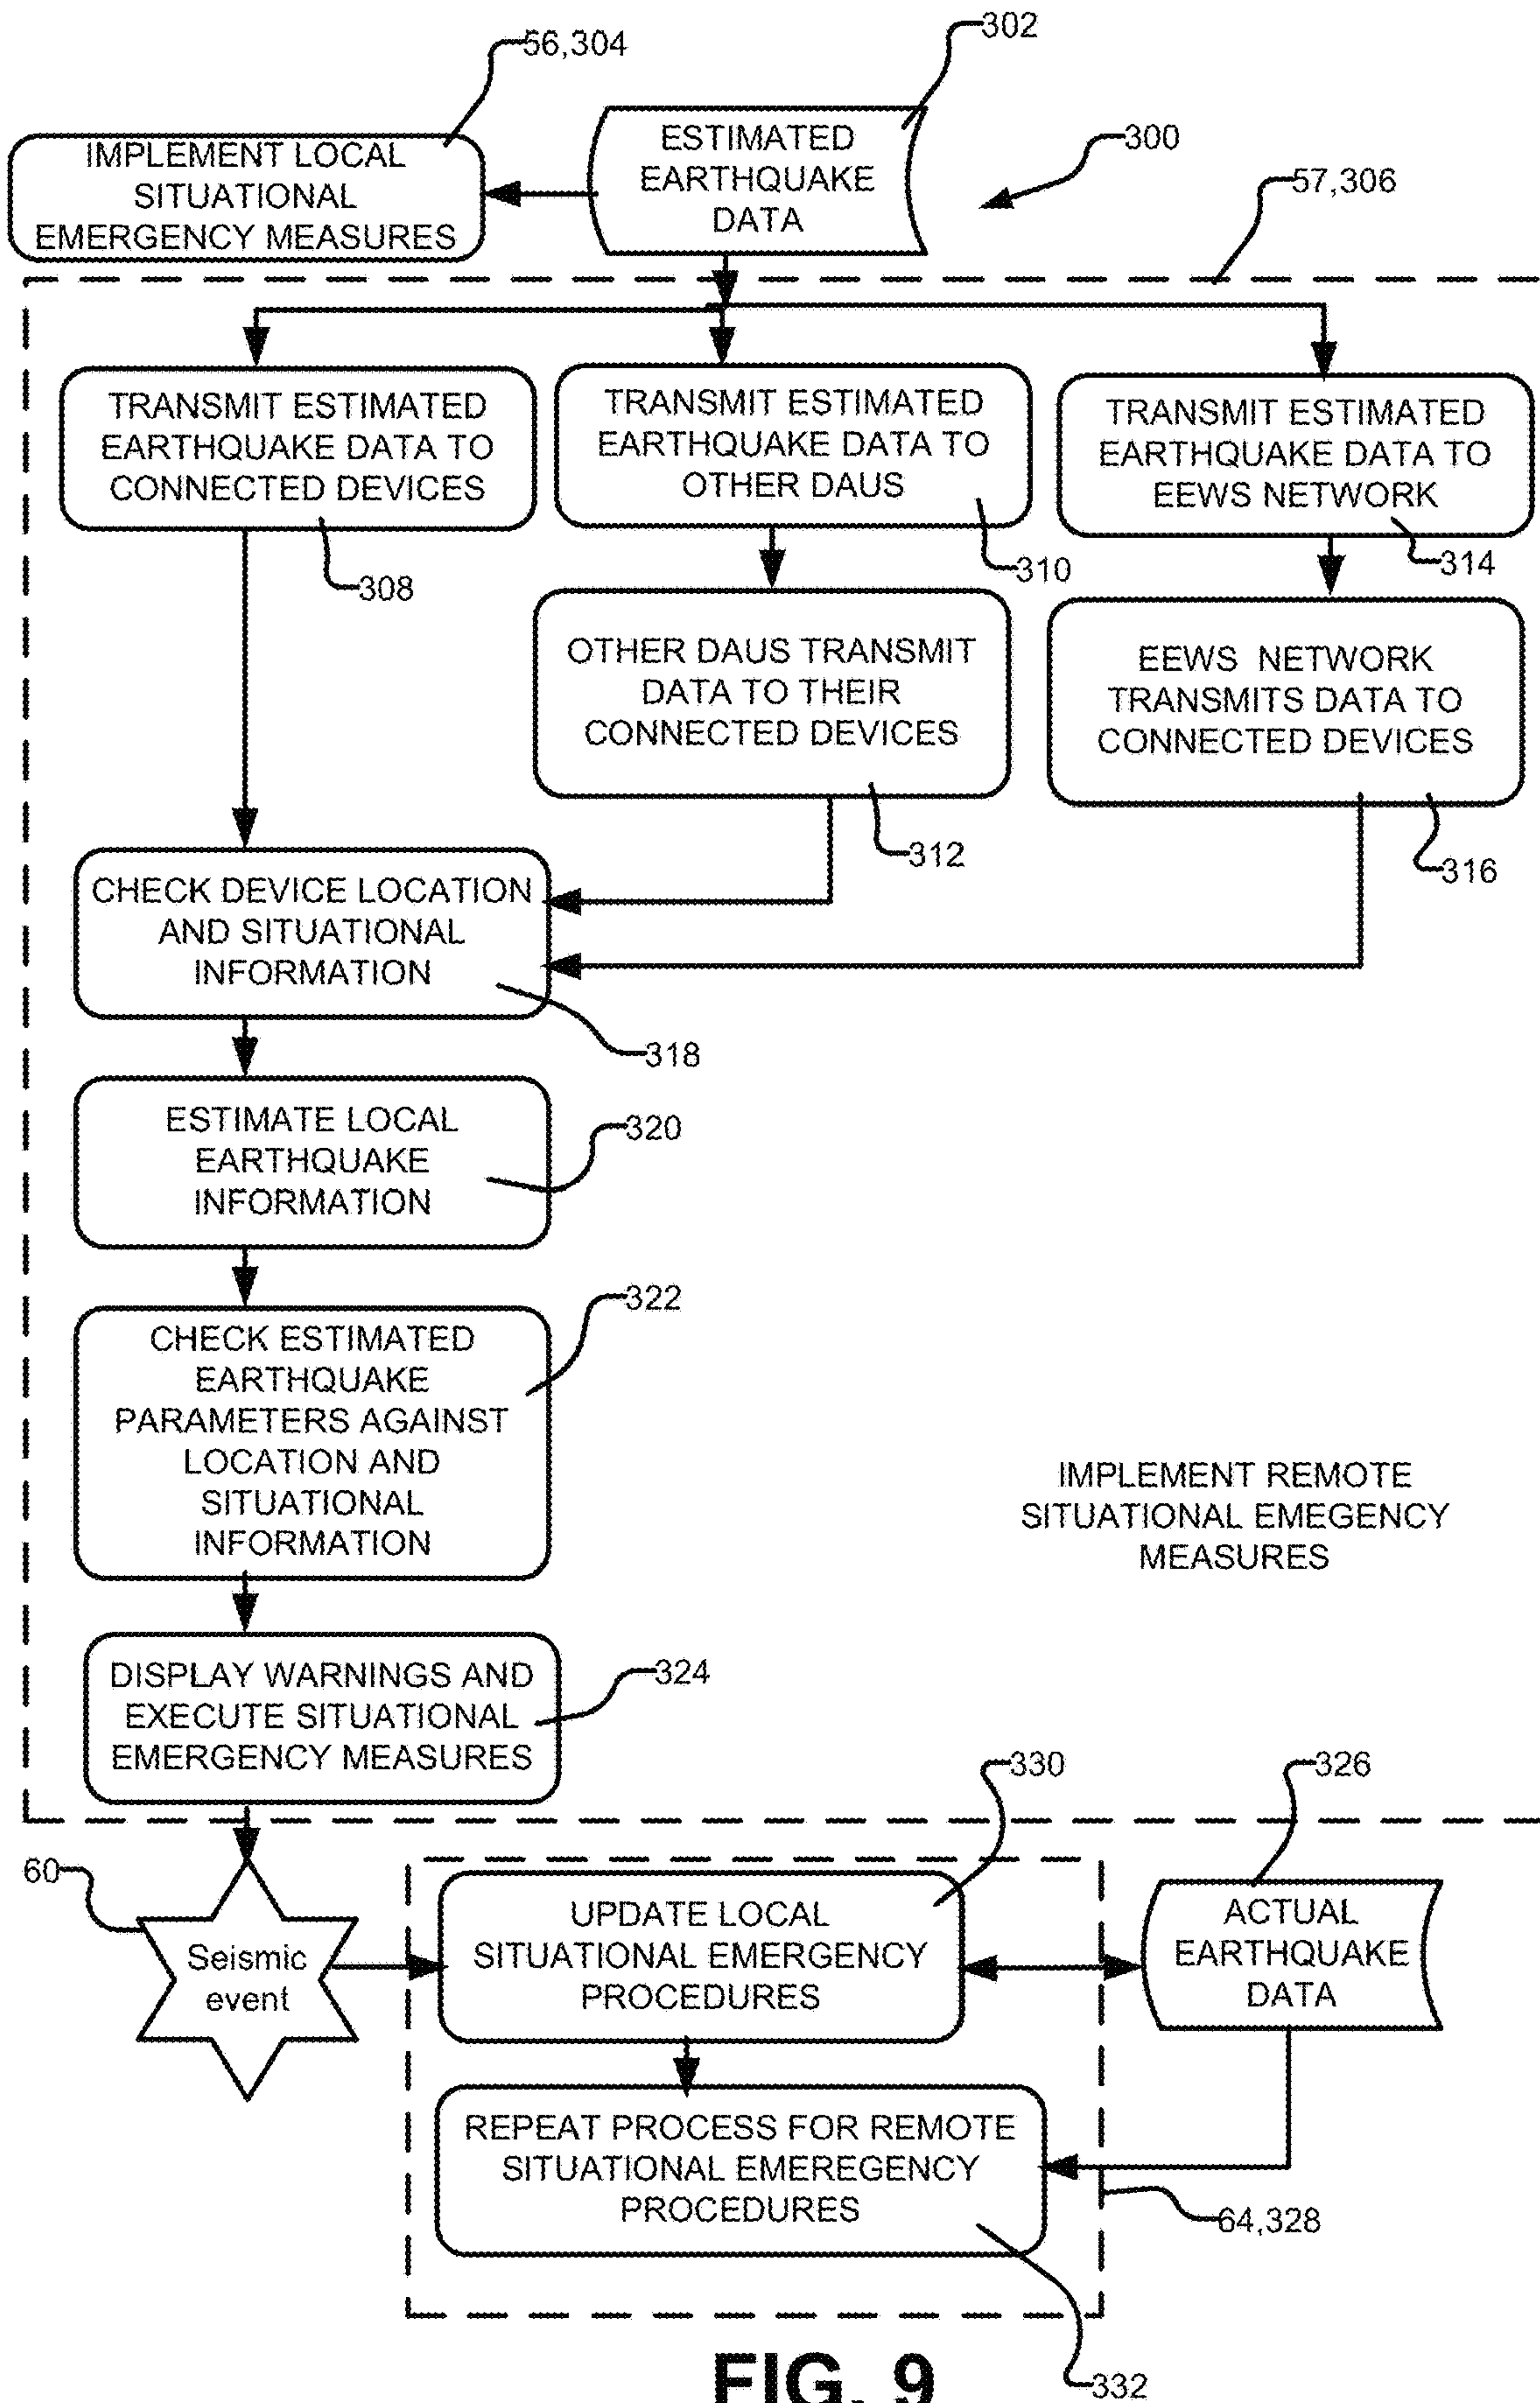 56,304
302
IMPLEMENT LOCAL
SITUATIONAL
EMERGENCY MEASURES
ESTIMATED
EARTHQUAKE
DATA
300
57,306
TRANSMIT ESTIMATED
EARTHQUAKE DATA TO
CONNECTED DEVICES
308
TRANSMIT ESTIMATED
EARTHQUAKE DATA TO
OTHER DAUS
310
TRANSMIT ESTIMATED
EARTHQUAKE DATA TO
EEWS NETWORK
314
OTHER DAUS TRANSMIT
DATA TO THEIR
CONNECTED DEVICES
312
EEWS NETWORK
TRANSMITS DATA TO
CONNECTED DEVICES
316
CHECK DEVICE LOCATION
AND SITUATIONAL
INFORMATION
318
ESTIMATE LOCAL
EARTHQUAKE
INFORMATION
320
CHECK ESTIMATED
EARTHQUAKE
PARAMETERS AGAINST
LOCATION AND
SITUATIONAL
INFORMATION
322
IMPLEMENT REMOTE
SITUATIONAL EMEGENCY
MEASURES
DISPLAY WARNINGS AND
EXECUTE SITUATIONAL
EMERGENCY MEASURES
324
330
326
60
Seismic
event
UPDATE LOCAL
SITUATIONAL EMERGENCY
PROCEDURES
ACTUAL
EARTHQUAKE
DATA
REPEAT PROCESS FOR REMOTE
SITUATIONAL EMEREGENCY
PROCEDURES
64,328
332
FIG. 9